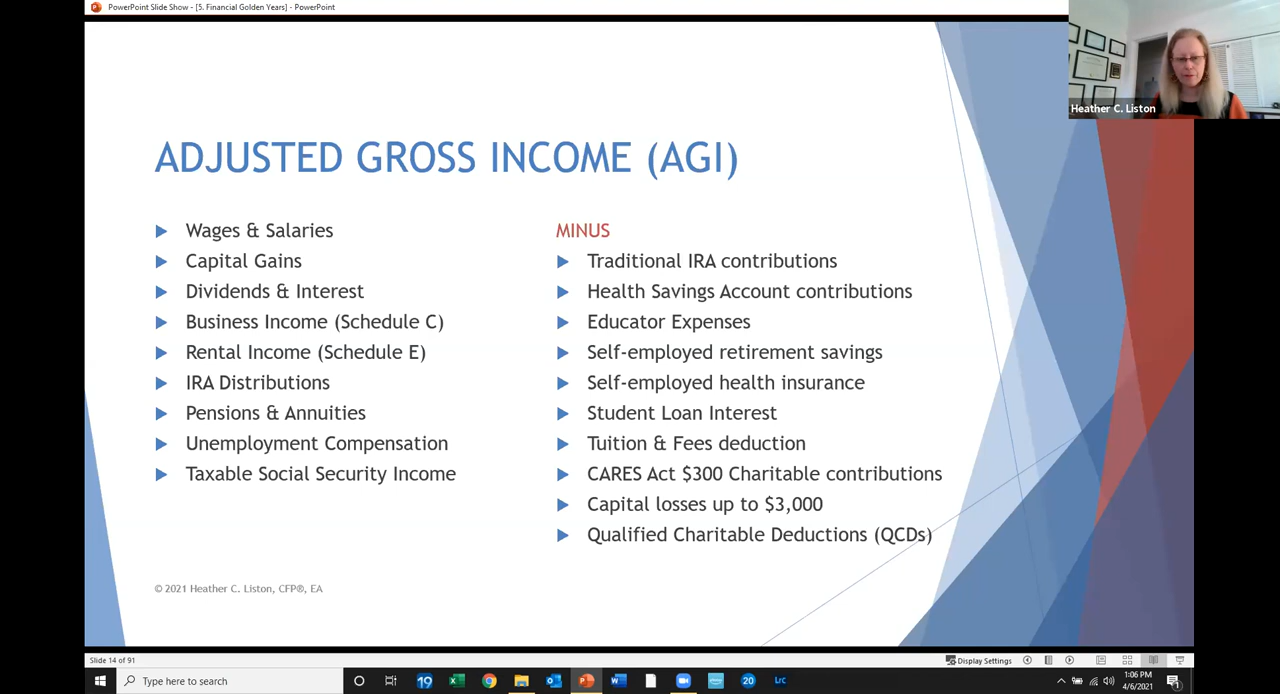 PowerPoint Slide Show - [5. Financial Golden Years] - PowerPoint
Heather C. Liston
ADJUSTED GROSS INCOME (AGI)
Wages & Salaries
Capital Gains
Dividends & Interest
Business Income (Schedule C)
Rental Income (Schedule E)
IRA Distributions
Pensions & Annuities
Unemployment Compensation
Taxable Social Security Income
MINUS
Traditional IRA contributions
Health Savings Account contributions
Educator Expenses
Self-employed retirement savings
Self-employed health insurance
Student Loan Interest
Tuition & Fees deduction
CARES Act $300 Charitable contributions
Capital losses up to $3,000
Qualified Charitable Deductions (QCDs)
© 2021 Heather C. Liston, CFP®, EA
Slide 14 of 91
Display Settings
Type here to search
19
20
Lrc
1:06 PM
4/6/2021